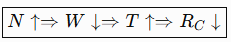 N ↑⇒ W ↓⇒ T ↑⇒ R_C ↓